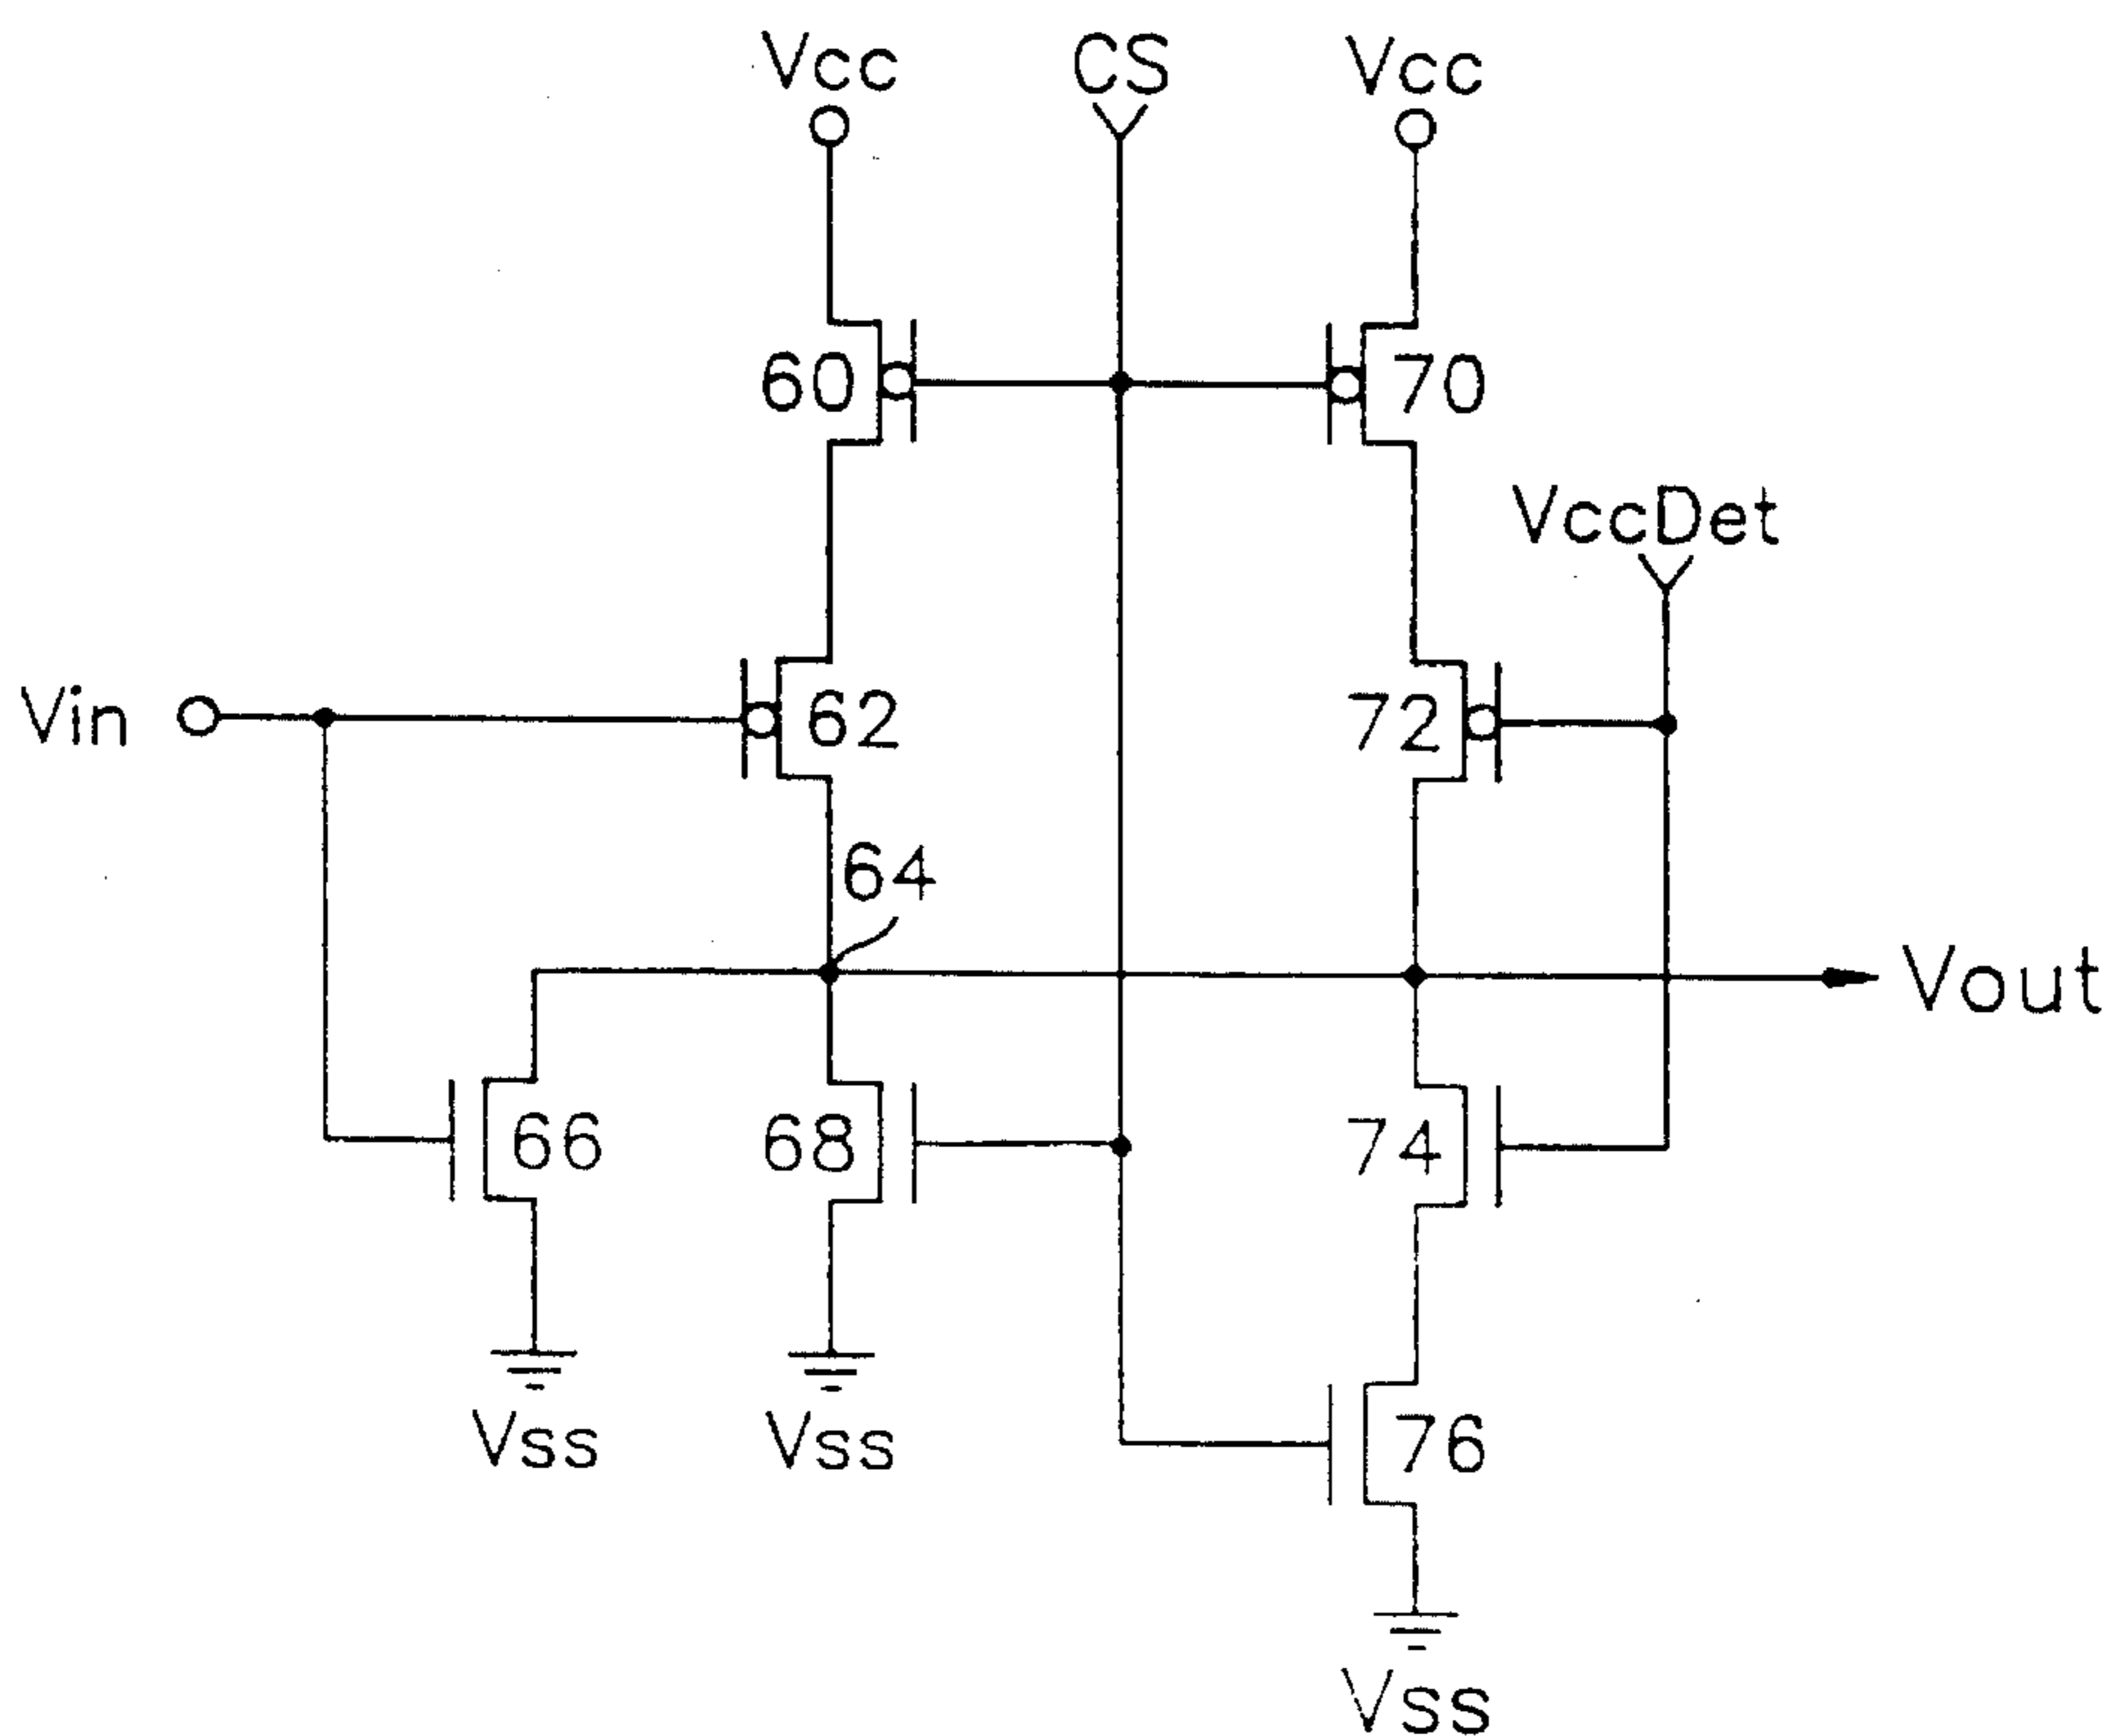 Vcc CS Vcc
60 70
VccDet
Vin 62 72
64
Vout
66 68 74
Vss Vss 76
Vss